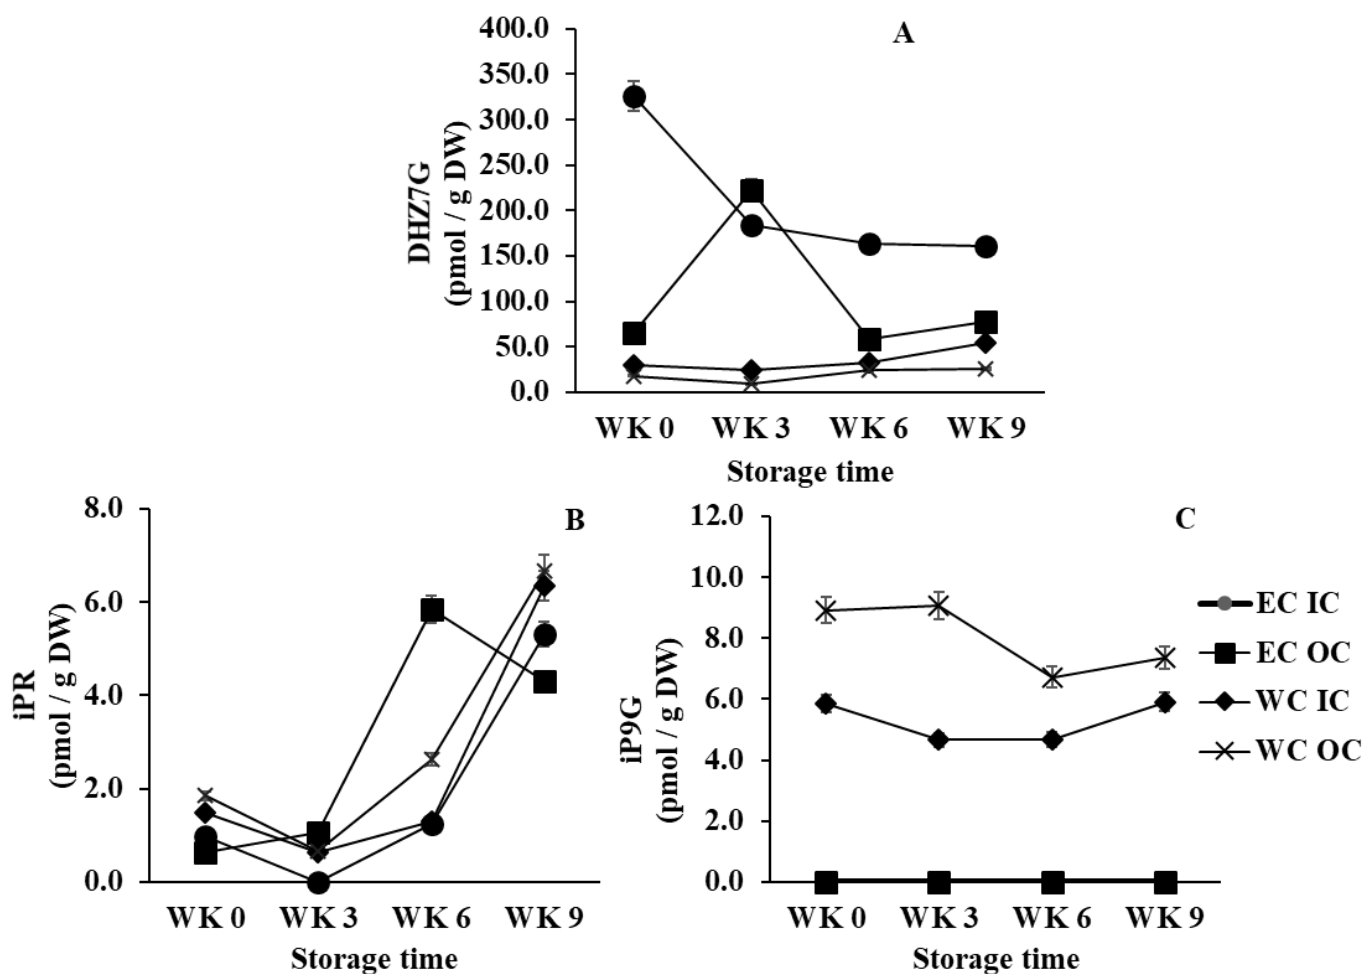 A
DHZ7G
(pmol / g DW)
400.0
350.0
300.0
250.0
200.0
150.0
100.0
50.0
0.0
WK 0 WK 3 WK 6 WK 9
Storage time
B
iPR
(pmol / g DW)
8.0
6.0
4.0
2.0
0.0
WK 0 WK 3 WK 6 WK 9
Storage time
C
iP9G
(pmol / g DW)
12.0
10.0
8.0
6.0
4.0
2.0
0.0
WK 0 WK 3 WK 6 WK 9
Storage time
EC IC
EC OC
WC IC
WC OC